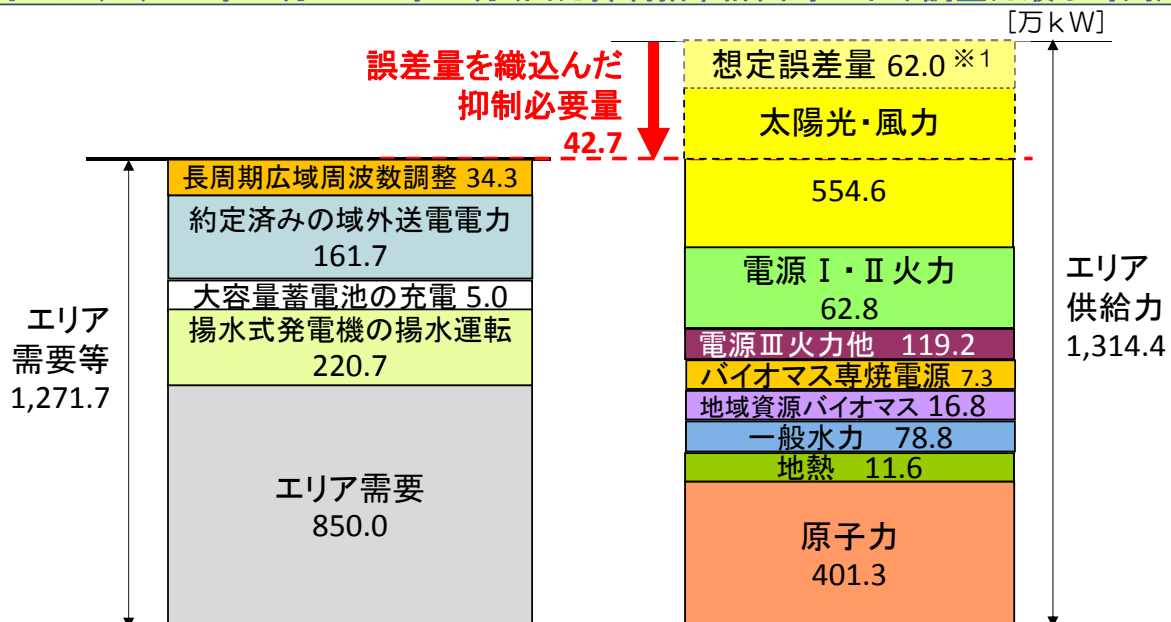 [万kW]
誤差量を織込んだ
抑制必要量
42.7
想定誤差量 62.0 ※1
太陽光・風力
554.6
長周期広域周波数調整 34.3
約定済みの域外送電電力
161.7
大容量蓄電池の充電 5.0
揚水式発電機の揚水運転
220.7
エリア需要
850.0
エリア
需要等
1,271.7
電源Ⅰ・Ⅱ火力
62.8
電源Ⅲ火力他 119.2
バイオマス専焼電源 7.3
地域資源バイオマス 16.8
一般水力 78.8
地熱 11.6
原子力
401.3
エリア
供給力
1,314.4